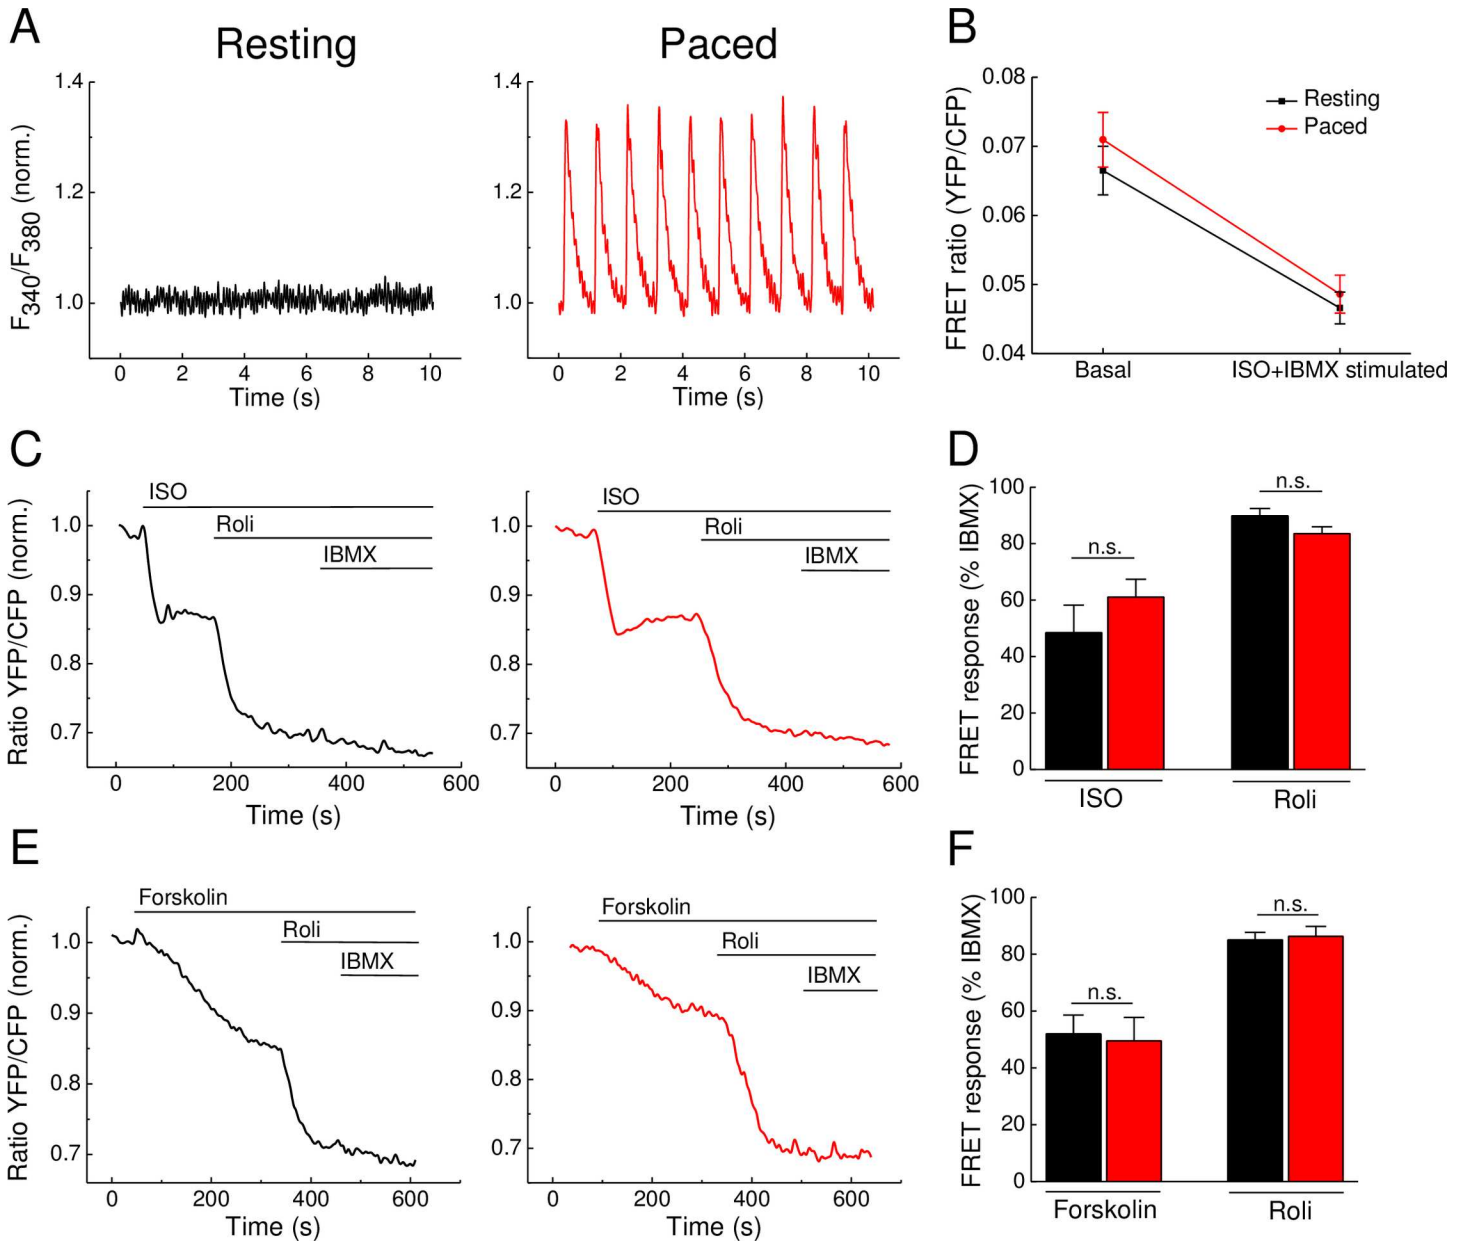 A
Resting
Paced
F340/F380 (norm.)
1.4
1.2
1.0
0 2 4 6 8 10
Time (s)
1.4
1.2
1.0
0 2 4 6 8 10
Time (s)
B
FRET ratio (YFP/CFP)
0.08
0.07
0.06
0.05
0.04
Resting
Paced
Basal
ISO+IBMX stimulated
C
Ratio YFP/CFP (norm.)
1.0
0.9
0.8
0.7
ISO
Roli
IBMX
0 200 400 600
Time (s)
1.0
0.9
0.8
0.7
ISO
Roli
IBMX
0 200 400 600
Time (s)
D
FRET response (% IBMX)
100
80
60
40
20
0
n.s.
n.s.
ISO
Roli
E
Ratio YFP/CFP (norm.)
1.0
0.9
0.8
0.7
Forskolin
Roli
IBMX
0 200 400 600
Time (s)
1.0
0.9
0.8
0.7
Forskolin
Roli
IBMX
0 200 400 600
Time (s)
F
FRET response (% IBMX)
100
80
60
40
20
0
n.s.
n.s.
Forskolin
Roli